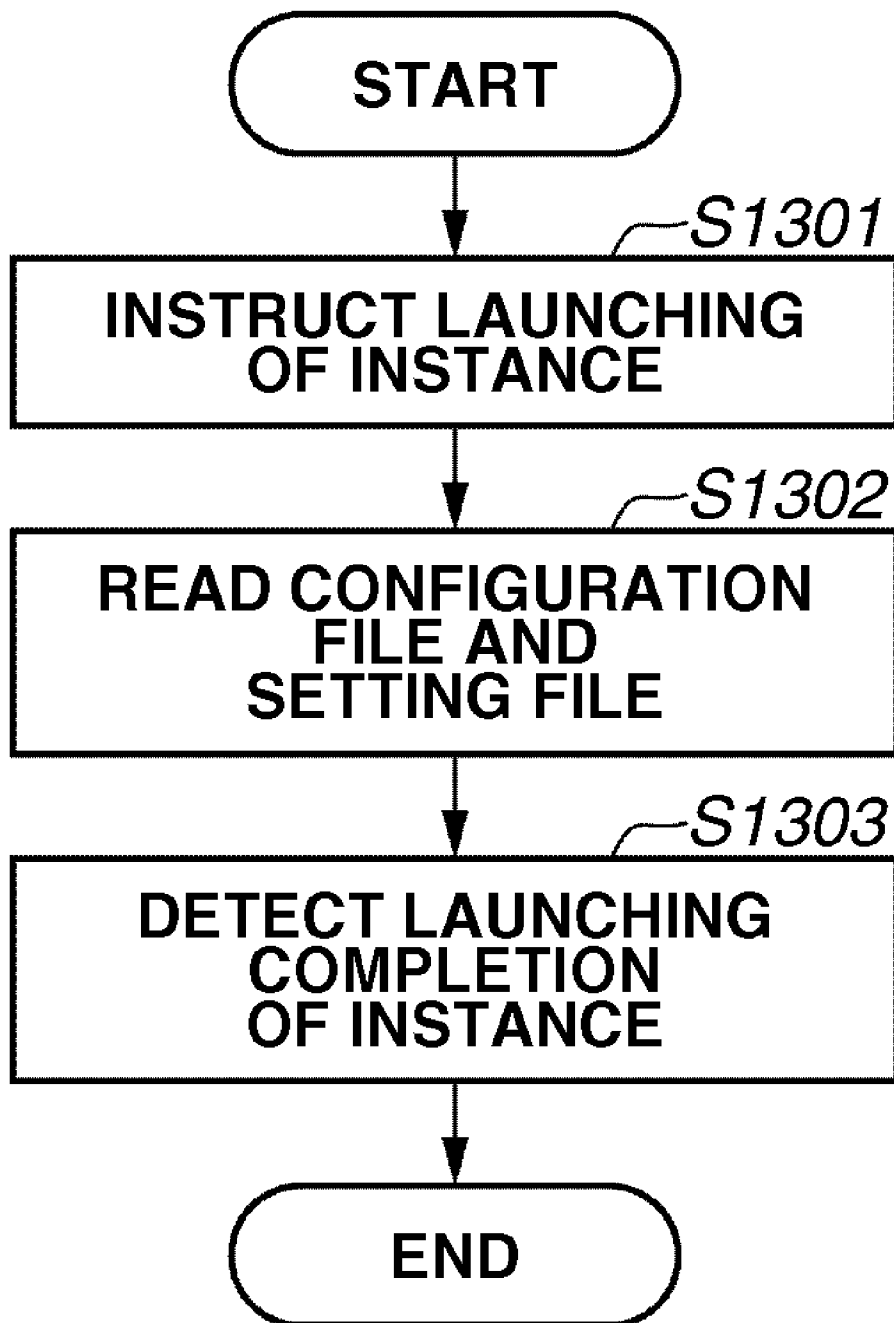 START
S1301
INSTRUCT LAUNCHING
OF INSTANCE
S1302
READ CONFIGURATION
FILE AND
SETTING FILE
S1303
DETECT LAUNCHING
COMPLETION
OF INSTANCE
END